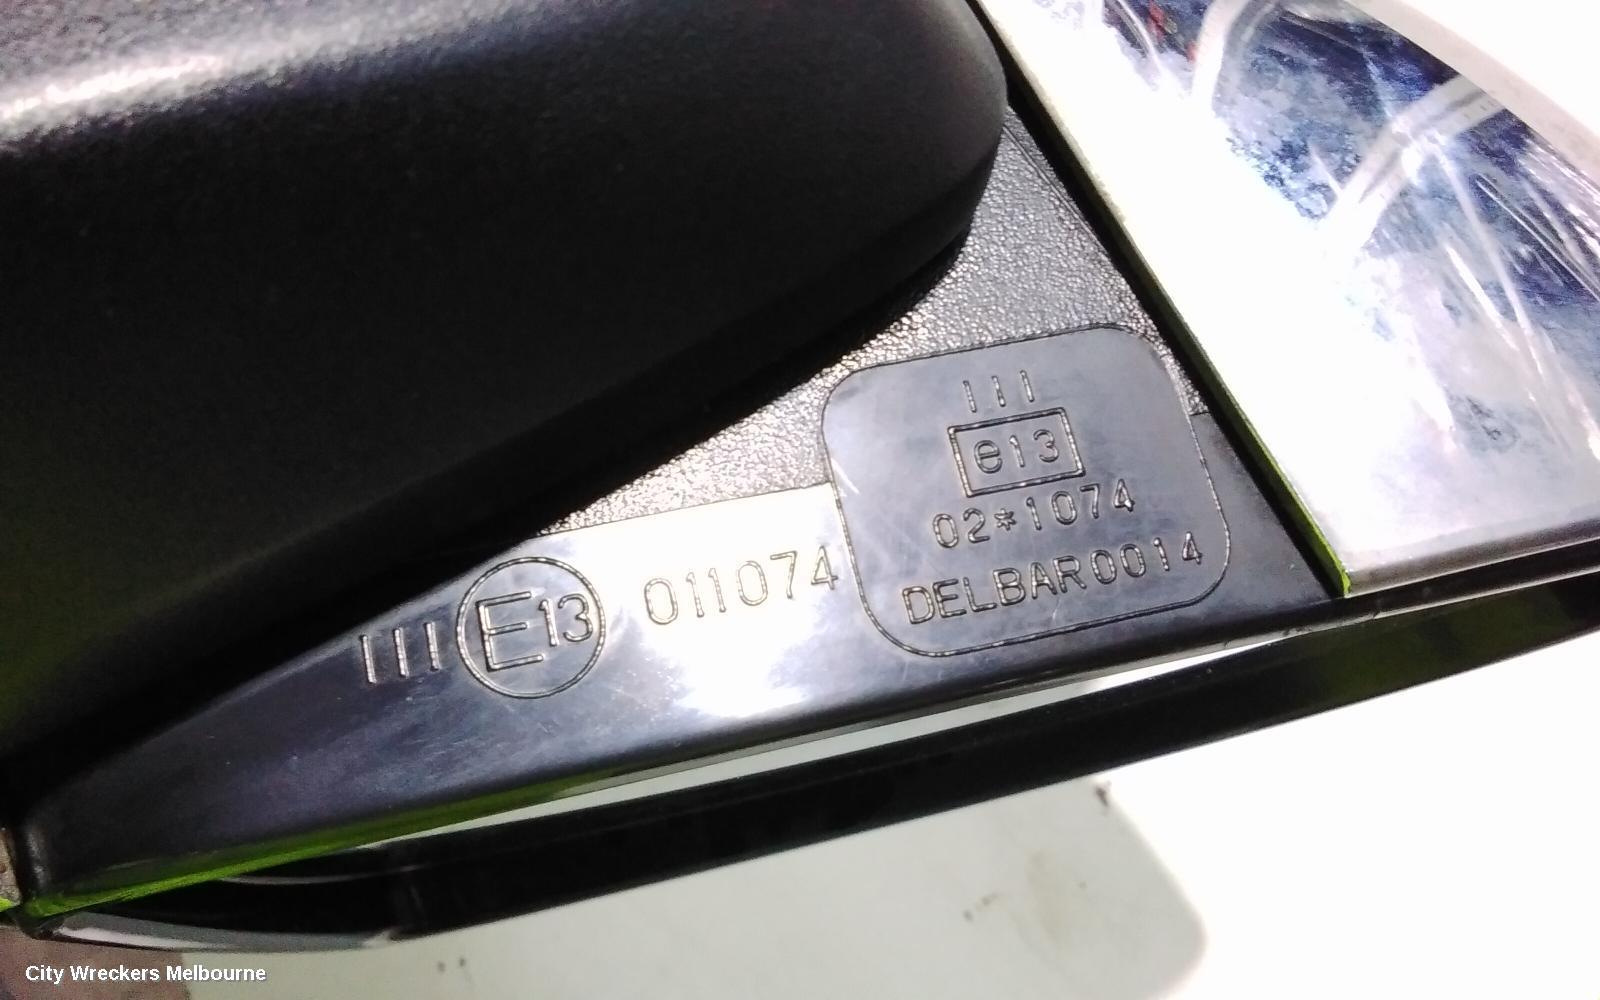 III
e13
02*1074
DELBAR0014
III E13 011074
City Wreckers Melbourne